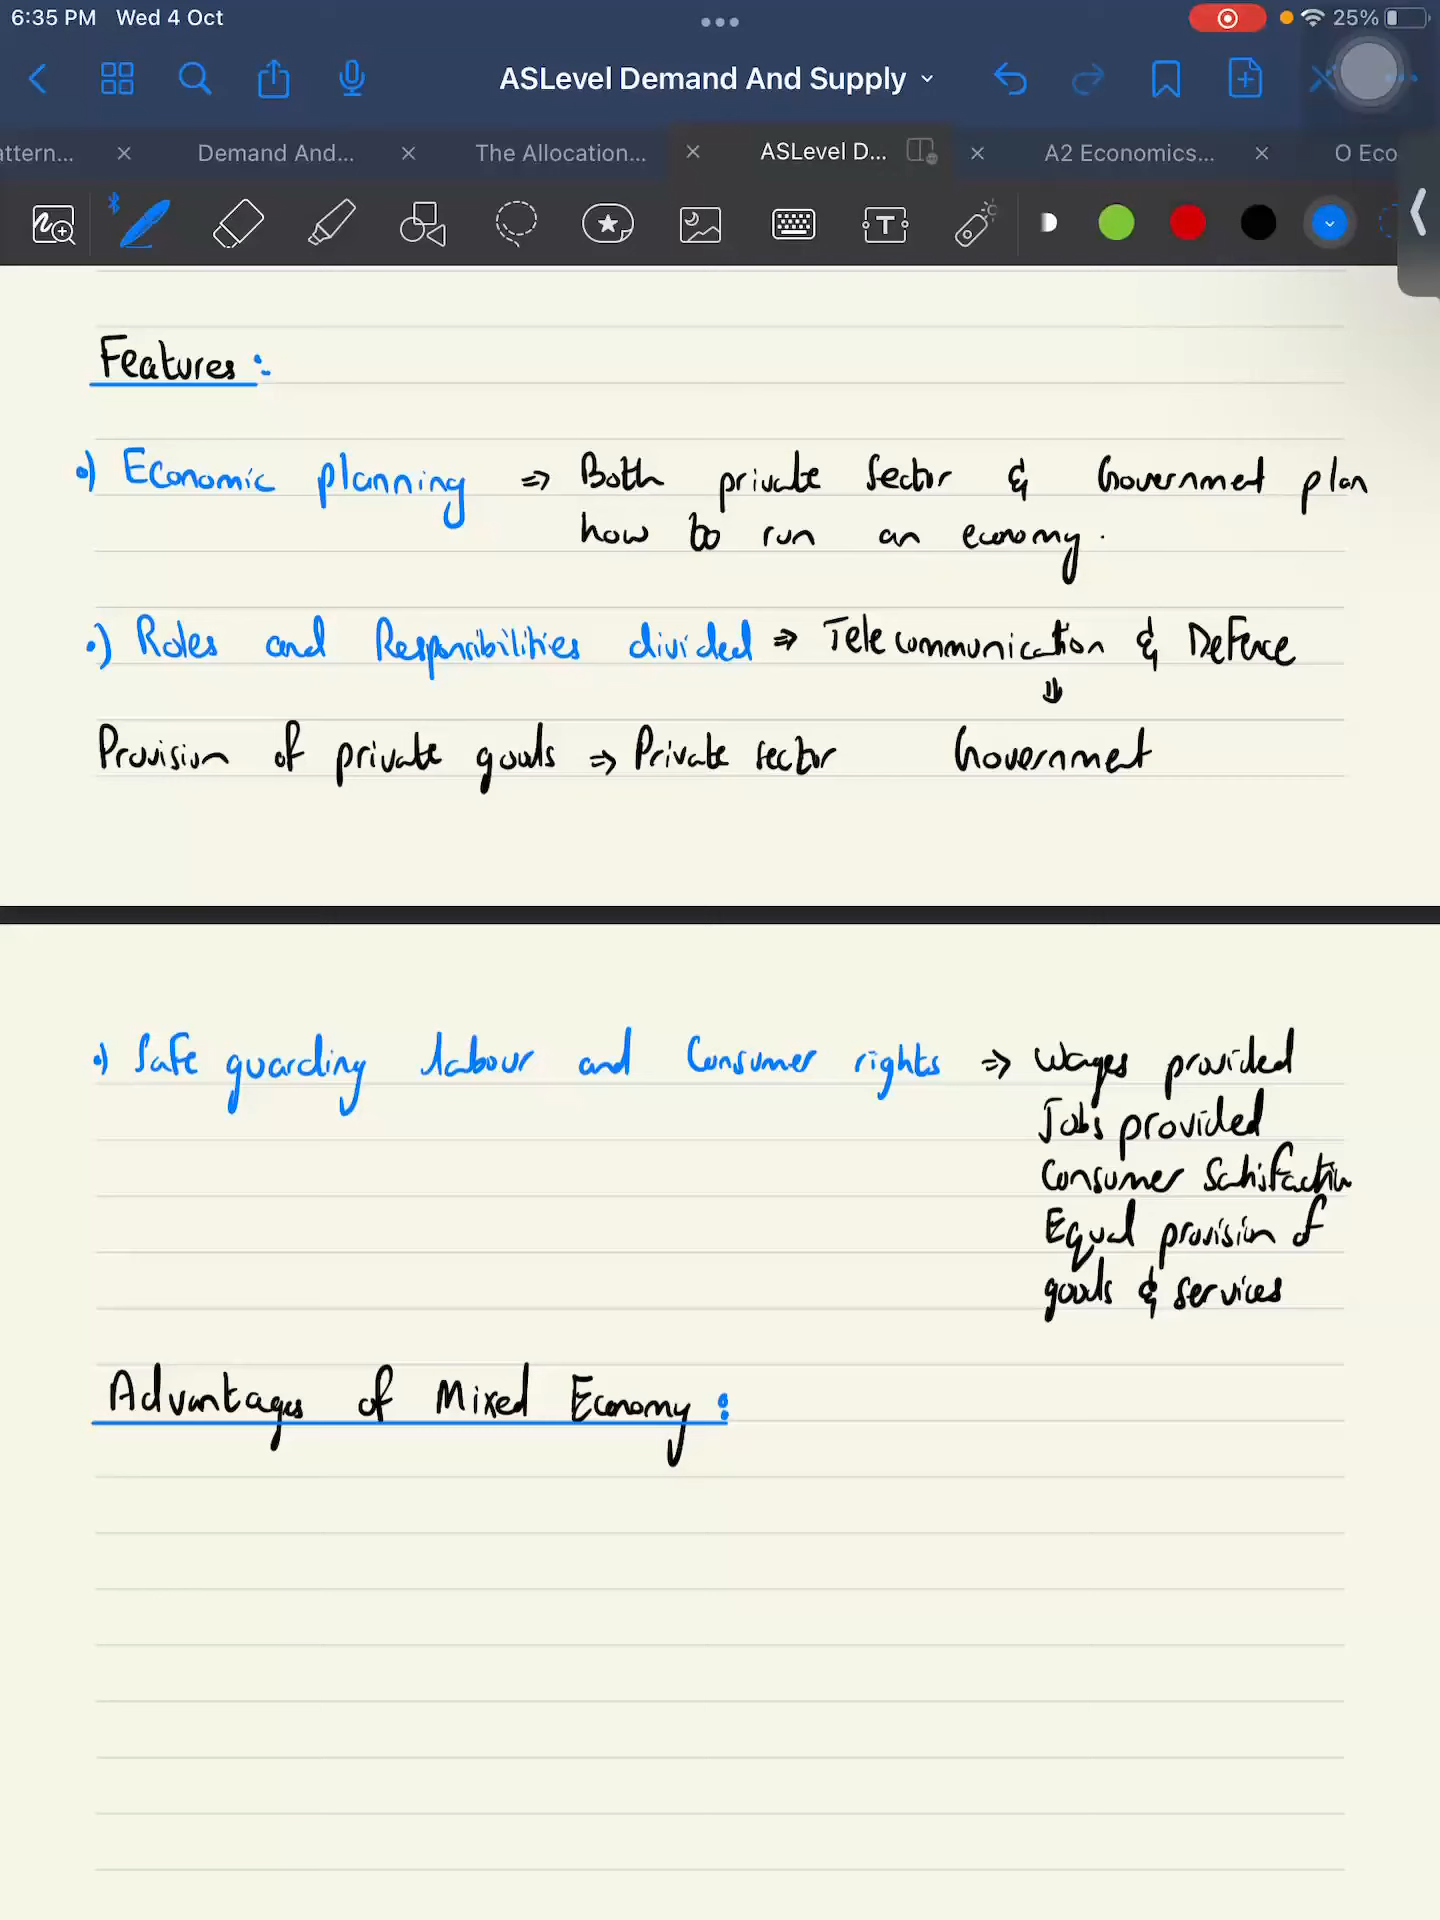 6:35 PM Wed 4 Oct
25%
ASLevel Demand And Supply
attern...
Demand And...
The Allocation...
ASLevel D...
A2 Economics...
O Eco
Features :-
•) Economic planning ⇒ Both private Sector & Government plan
how to run an economy.
•) Roles and Responsibilities divided ⇒ Telecommunication & Defence
⇓
Provision of private goods ⇒ Private sector Government
•) Safe guarding labour and Consumer rights ⇒ Wages provided
Jobs provided
Consumer Satisfaction
Equal provision of
goods & services
Advantages of Mixed Economy :